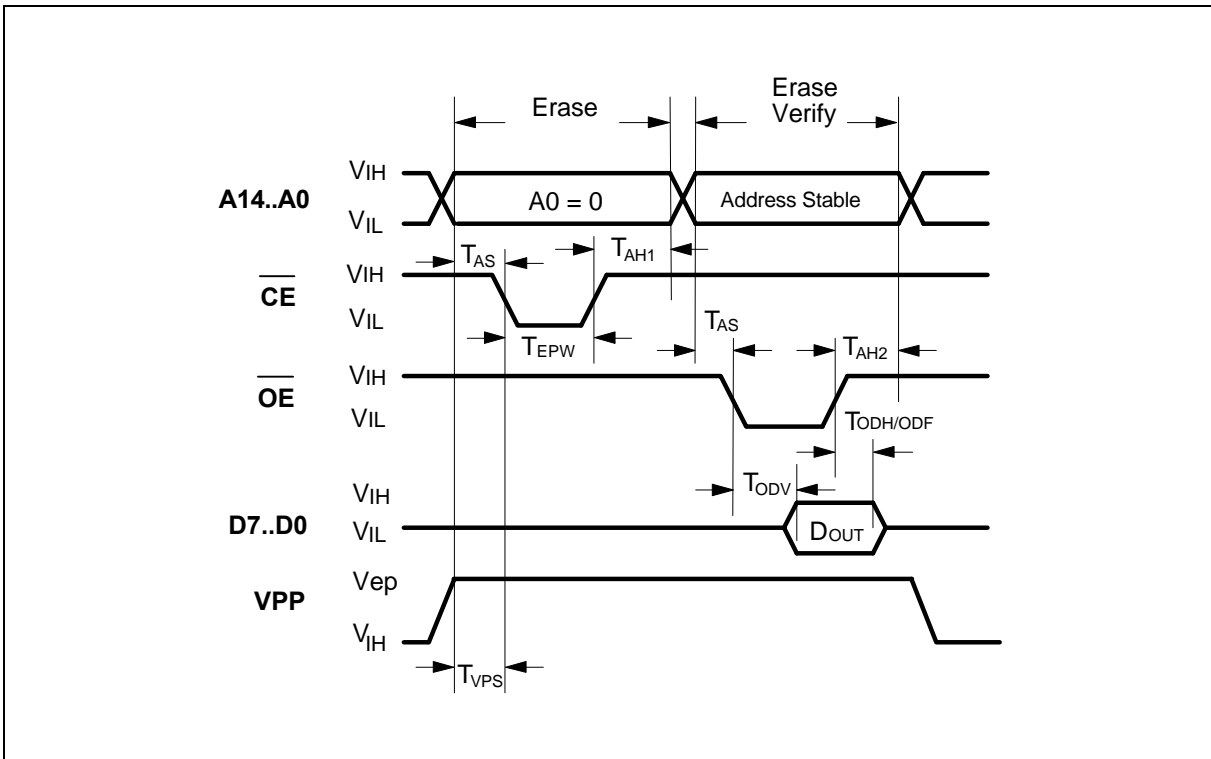 Erase
Erase
Verify
A14..A0
VIH
VIL
A0 = 0
Address Stable
TAS
TAH1
CE
VIH
VIL
TEPW
TAS
TAH2
OE
VIH
VIL
TODH/ODF
TODV
D7..D0
VIH
VIL
DOUT
VPP
Vep
VIH
TVPS